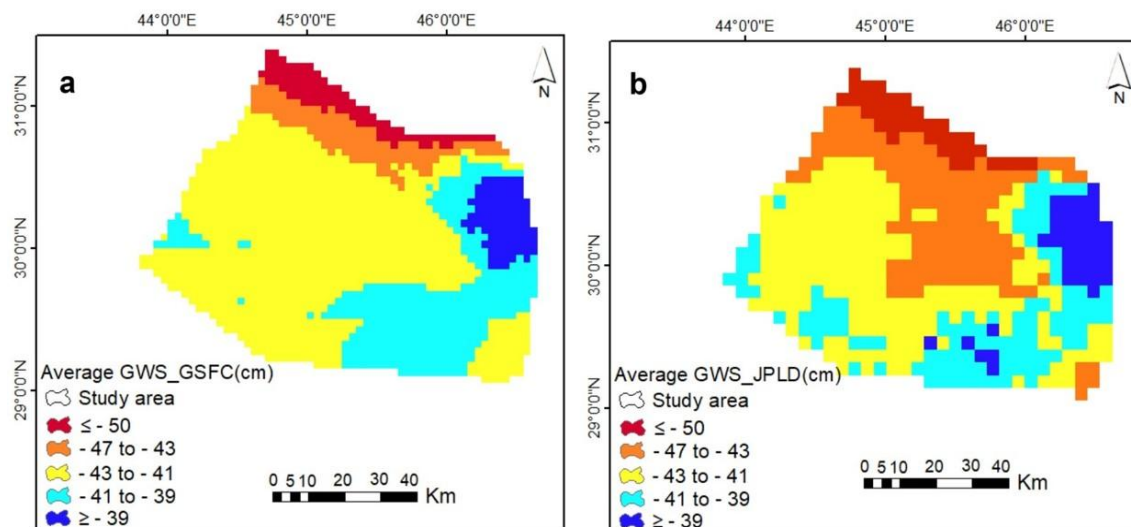 44°0'0"E 45°0'0"E 46°0'0"E
a
N
31°0'0"N
30°0'0"N
29°0'0"N
Average GWS_GSFC(cm)
Study area
≤ - 50
- 47 to - 43
- 43 to - 41
- 41 to - 39
≥ - 39
0 5 10 20 30 40
Km
44°0'0"E 45°0'0"E 46°0'0"E
b
N
31°0'0"N
30°0'0"N
29°0'0"N
Average GWS_JPLD(cm)
Study area
≤ - 50
- 47 to - 43
- 43 to - 41
- 41 to - 39
≥ - 39
0 5 10 20 30 40
Km